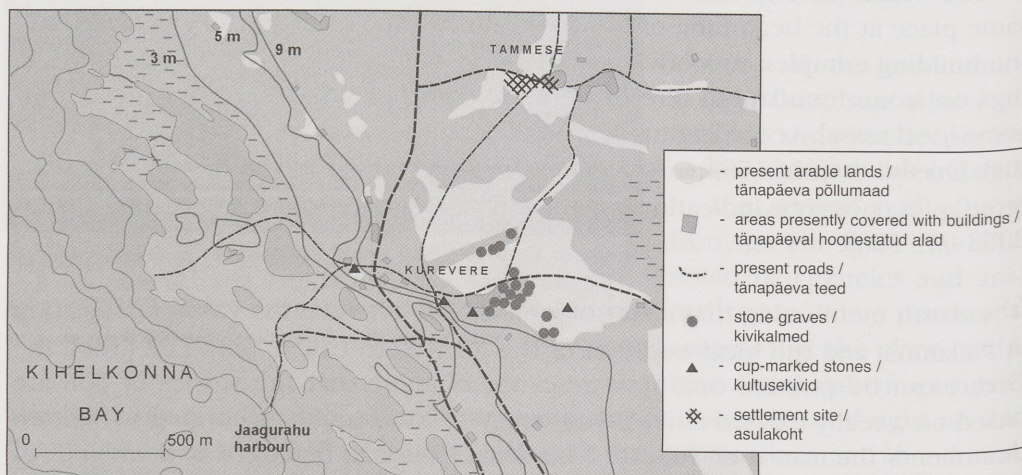 5 m
9 m
3 m
TAMMESE
KUREVERE
KIHELKONNA
BAY
0 500 m
Jaagurahu
harbour
present arable lands /
tänapäeva põllumaad
areas presently covered with buildings /
tänapäeval hoonestatud alad
present roads /
tänapäeva teed
stone graves /
kivikalmed
- cup-marked stones /
kultusekivid
- settlement site /
asulakoht